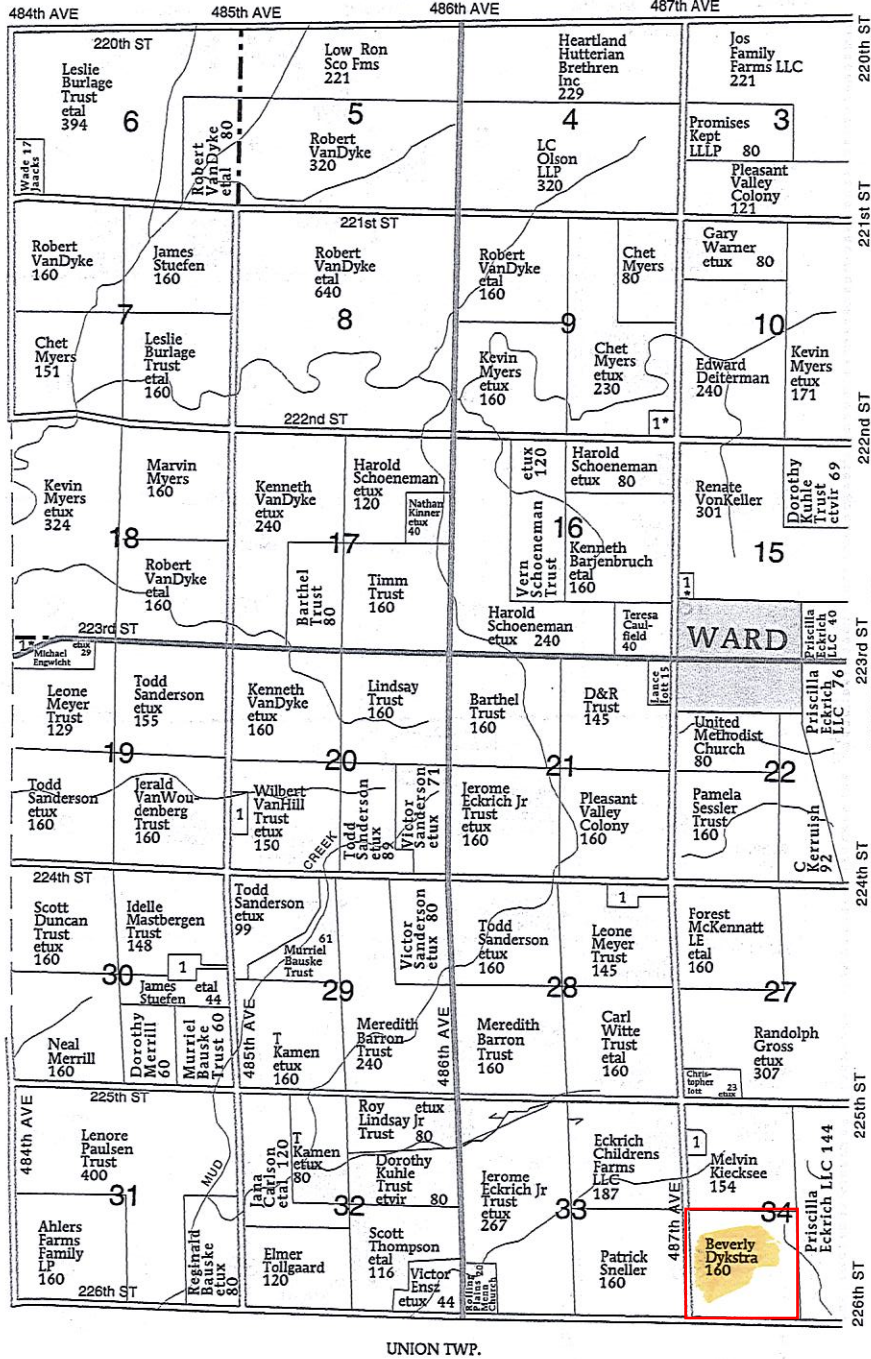 484th AVE
485th AVE
486th AVE
487th AVE
220th ST
220th ST
Leslie
Burlage
Trust
etal
394
6
Wade 17
Jaacks
Robert
VanDyke
etal 80
Low Ron
Sco Fms
221
5
Robert
VanDyke
320
Heartland
Hutterian
Brethren
Inc
229
4
LC
Olson
LLP
320
Jos
Family
Farms LLC
221
3
Promises
Kept
LLLP 80
Pleasant
Valley
Colony
121
221st ST
221st ST
Robert
VanDyke
160
James
Stuefen
160
7
Chet
Myers
151
Leslie
Burlage
Trust
etal
160
Robert
VanDyke
etal
640
8
Robert
VanDyke
etal
160
Chet
Myers
80
9
Kevin
Myers
etux
160
Chet
Myers
etux
230
1*
Gary
Warner
etux 80
10
Edward
Deiterman
240
Kevin
Myers
etux
171
222nd ST
222nd ST
Kevin
Myers
etux
324
Marvin
Myers
160
18
Robert
VanDyke
etal
160
Kenneth
VanDyke
etux
240
Harold
Schoeneman
etux
120
Nathan
Kinner
etux
40
17
Barthel
Trust
80
Timm
Trust
160
Vern
Schoeneman
Trust
etux
120
Harold
Schoeneman
etux 80
16
Kenneth
Barjenbruch
etal
160
Harold
Schoeneman
etux 240
Teresa
Caul-
field
40
Renate
VonKeller
301
Dorothy
Kuhle
Trust
etvir 69
15
1
*
WARD
Priscilla
Eckrich
LLC 40
223rd ST
223rd ST
1*
Michael
Engwicht
etux
29
Leone
Meyer
Trust
129
Todd
Sanderson
etux
155
19
Todd
Sanderson
etux
160
Jerald
VanWou-
denberg
Trust
160
Kenneth
VanDyke
etux
160
Lindsay
Trust
160
20
1
Wilbert
VanHill
Trust
etux
150
CREEK
Todd
Sanderson
etux
89
Victor
Sanderson
etux 71
Barthel
Trust
160
D&R
Trust
145
Lance
Iott 15
21
Jerome
Eckrich Jr
Trust
etux
160
Pleasant
Valley
Colony
160
Priscilla
Eckrich
LLC 76
United
Methodist
Church
80
22
Pamela
Sessler
Trust
160
C
Kerruish
92
224th ST
224th ST
Scott
Duncan
Trust
etux
160
Idelle
Mastbergen
Trust
148
30
1
James etal
Stuefen 44
Neal
Merrill
160
Dorothy
Merrill
60
Murriel
Bauske
Trust 60
Todd
Sanderson
etux
99
61
Murriel
Bauske
Trust
Victor
Sanderson
etux 80
29
485th AVE
T
Kamen
etux
160
Meredith
Barron
Trust
240
486th AVE
1
Todd
Sanderson
etux
160
Leone
Meyer
Trust
145
28
Meredith
Barron
Trust
160
Carl
Witte
Trust
etal
160
Forest
McKennatt
LE
etal
160
27
Randolph
Gross
etux
307
Chris-
topher
Iott
23
etux
225th ST
225th ST
484th AVE
Lenore
Paulsen
Trust
400
31
Ahlers
Farms
Family
LP
160
MUD
Reginald
Bauske
etux
80
226th ST
Jana
Carlson
etal 120
T
Kamen
etux
80
Roy etux
Lindsay Jr
Trust 80
Dorothy
Kuhle
Trust
etvir 80
32
Elmer
Tollgaard
120
Scott
Thompson
etal
116
Victor
Ensz
etux 44
Rolling
Plains 20
Menn
Church
Jerome
Eckrich Jr
Trust
etux
267
Eckrich
Childrens
Farms
LLC
187
33
Patrick
Sneller
160
487th AVE
1
Melvin
Kiecksee
154
34
Beverly
Dykstra
160
Priscilla
Eckrich LLC 144
226th ST
UNION TWP.